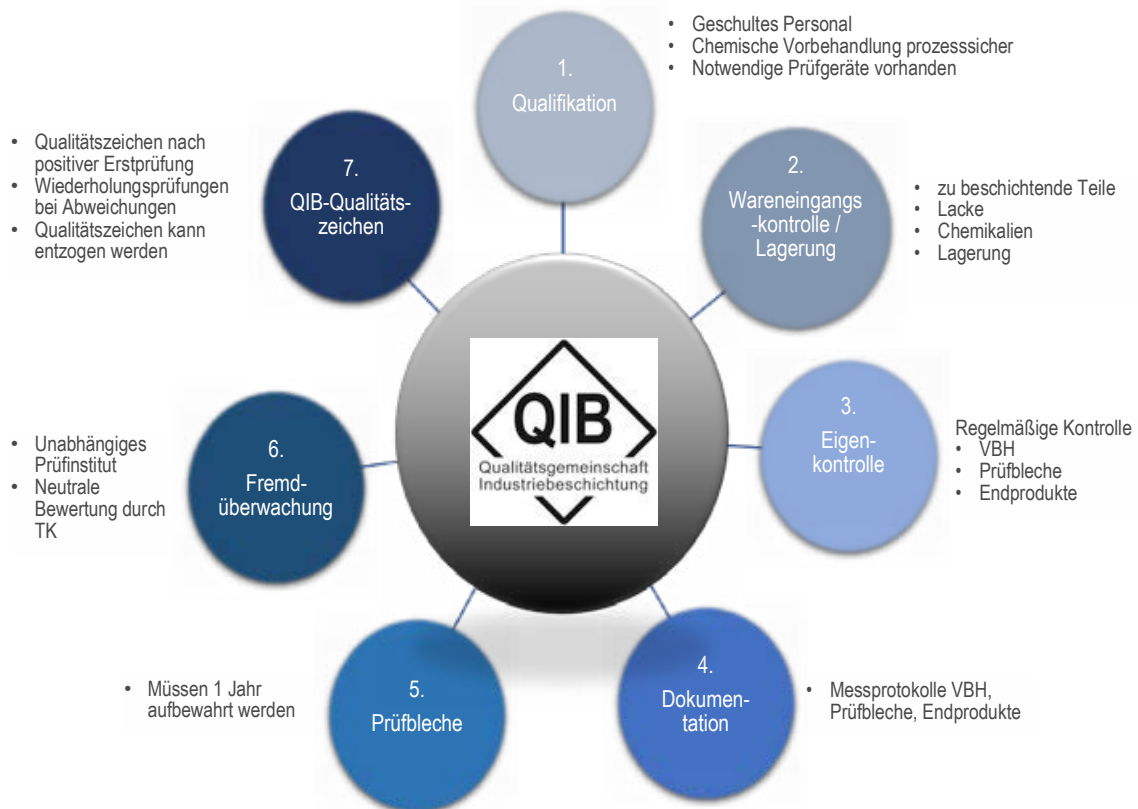 • Geschultes Personal
• Chemische Vorbehandlung prozesssicher
• Notwendige Prüfgeräte vorhanden
1.
Qualifikation
2.
Wareneingangs
-kontrolle /
Lagerung
• zu beschichtende Teile
• Lacke
• Chemikalien
• Lagerung
3.
Eigen-
kontrolle
Regelmäßige Kontrolle
• VBH
• Prüfbleche
• Endprodukte
4.
Dokumen-
tation
• Messprotokolle VBH,
Prüfbleche, Endprodukte
5.
Prüfbleche
• Müssen 1 Jahr
aufbewahrt werden
6.
Fremd-
überwachung
• Unabhängiges
Prüfinstitut
• Neutrale
Bewertung durch
TK
7.
QIB-Qualitäts-
zeichen
• Qualitätszeichen nach
positiver Erstprüfung
• Wiederholungsprüfungen
bei Abweichungen
• Qualitätszeichen kann
entzogen werden
QIB
Qualitätsgemeinschaft
Industriebeschichtung